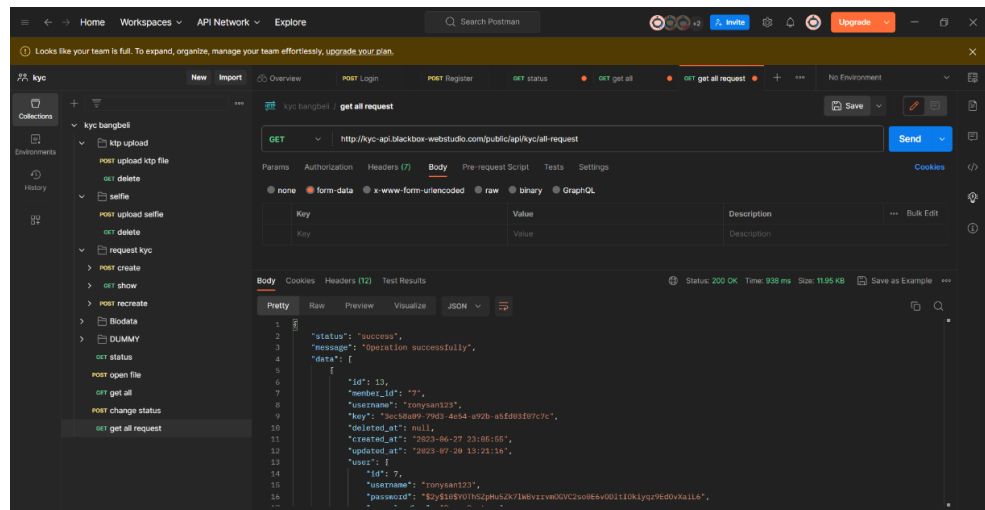 Home Workspaces API Network Explore Search Postman +2 Invite Upgrade
Looks like your team is full. To expand, organize, manage your team effortlessly, upgrade your plan.
kyc New Import Overview POST Login POST Register GET status GET get all GET get all request No Environment
Collections
Environments
History
kyc bangbeli
ktp upload
POST upload ktp file
GET delete
selfie
POST upload selfie
GET delete
request kyc
POST create
GET show
POST recreate
Biodata
DUMMY
GET status
POST open file
GET get all
POST change status
GET get all request
kyc bangbeli / get all request Save
GET http://kyc-api.blackbox-webstudio.com/public/api/kyc/all-request Send
Params Authorization Headers (7) Body Pre-request Script Tests Settings Cookies
none form-data x-www-form-urlencoded raw binary GraphQL
Key Value Description Bulk Edit
Key Value Description
Body Cookies Headers (12) Test Results Status: 200 OK Time: 938 ms Size: 11.95 KB Save as Example
Pretty Raw Preview Visualize JSON
1 {
2 "status": "success",
3 "message": "Operation successfully",
4 "data": [
5 {
6 "id": 13,
7 "member_id": "7",
8 "username": "ronysan123",
9 "key":
10 "deleted_at": null,
11 "created_at": "2023-06-27 23:05:55",
12 "updated_at": "2023-07-20 13:21:16",
13 "user": {
14 "id": 7,
15 "username": "ronysan123",
16 "password":